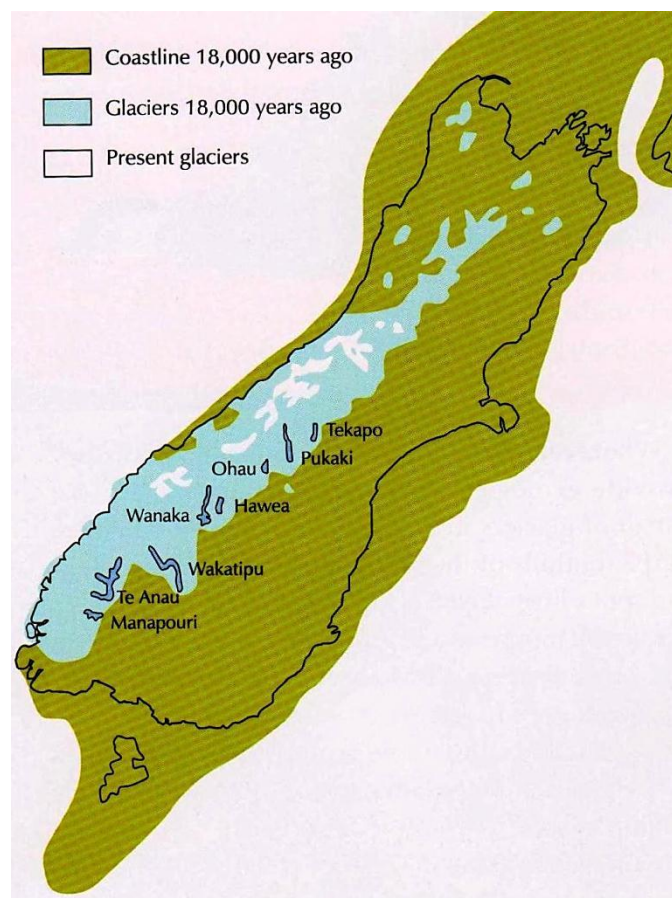 Coastline 18,000 years ago
Glaciers 18,000 years ago
Present glaciers
Tekapo
Pukaki
Ohau
Hawea
Wanaka
Wakatipu
Te Anau
Manapouri